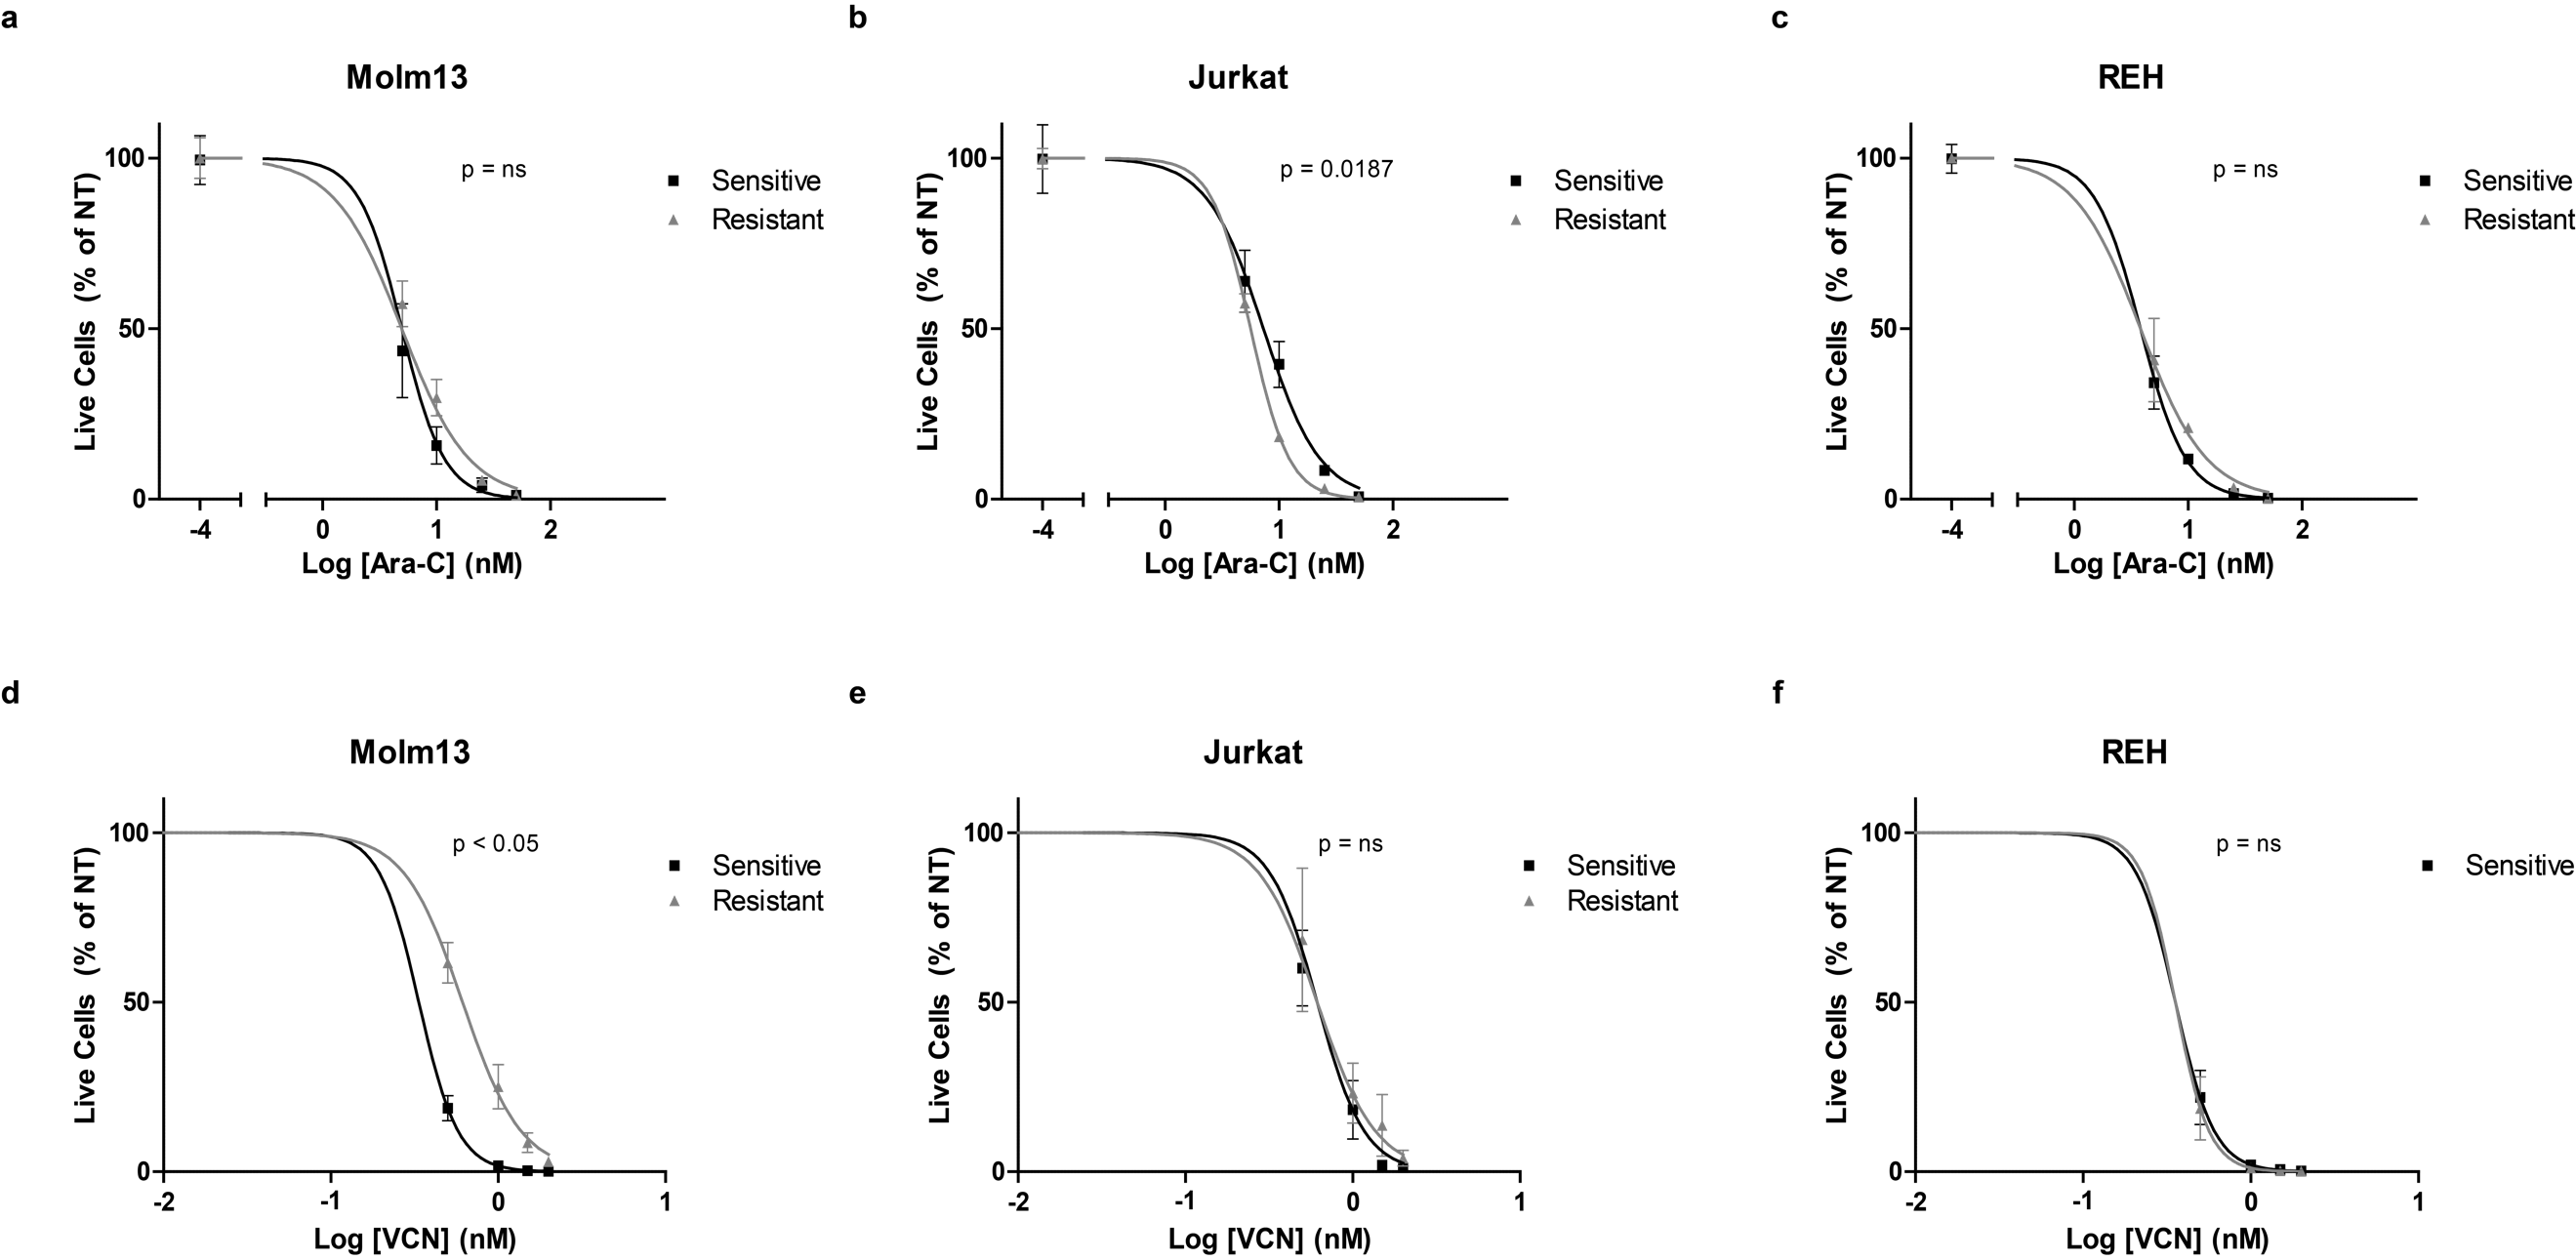 a
Molm13
100
50
0
-4
0
1
2
Live Cells (% of NT)
Log [Ara-C] (nM)
p = ns
Sensitive
Resistant
b
Jurkat
100
50
0
-4
0
1
2
Live Cells (% of NT)
Log [Ara-C] (nM)
p = 0.0187
Sensitive
Resistant
c
REH
100
50
0
-4
0
1
2
Live Cells (% of NT)
Log [Ara-C] (nM)
p = ns
Sensitive
Resistant
d
Molm13
100
50
0
-2
-1
0
1
Live Cells (% of NT)
Log [VCN] (nM)
p < 0.05
Sensitive
Resistant
e
Jurkat
100
50
0
-2
-1
0
1
Live Cells (% of NT)
Log [VCN] (nM)
p = ns
Sensitive
Resistant
f
REH
100
50
0
-2
-1
0
1
Live Cells (% of NT)
Log [VCN] (nM)
p = ns
Sensitive